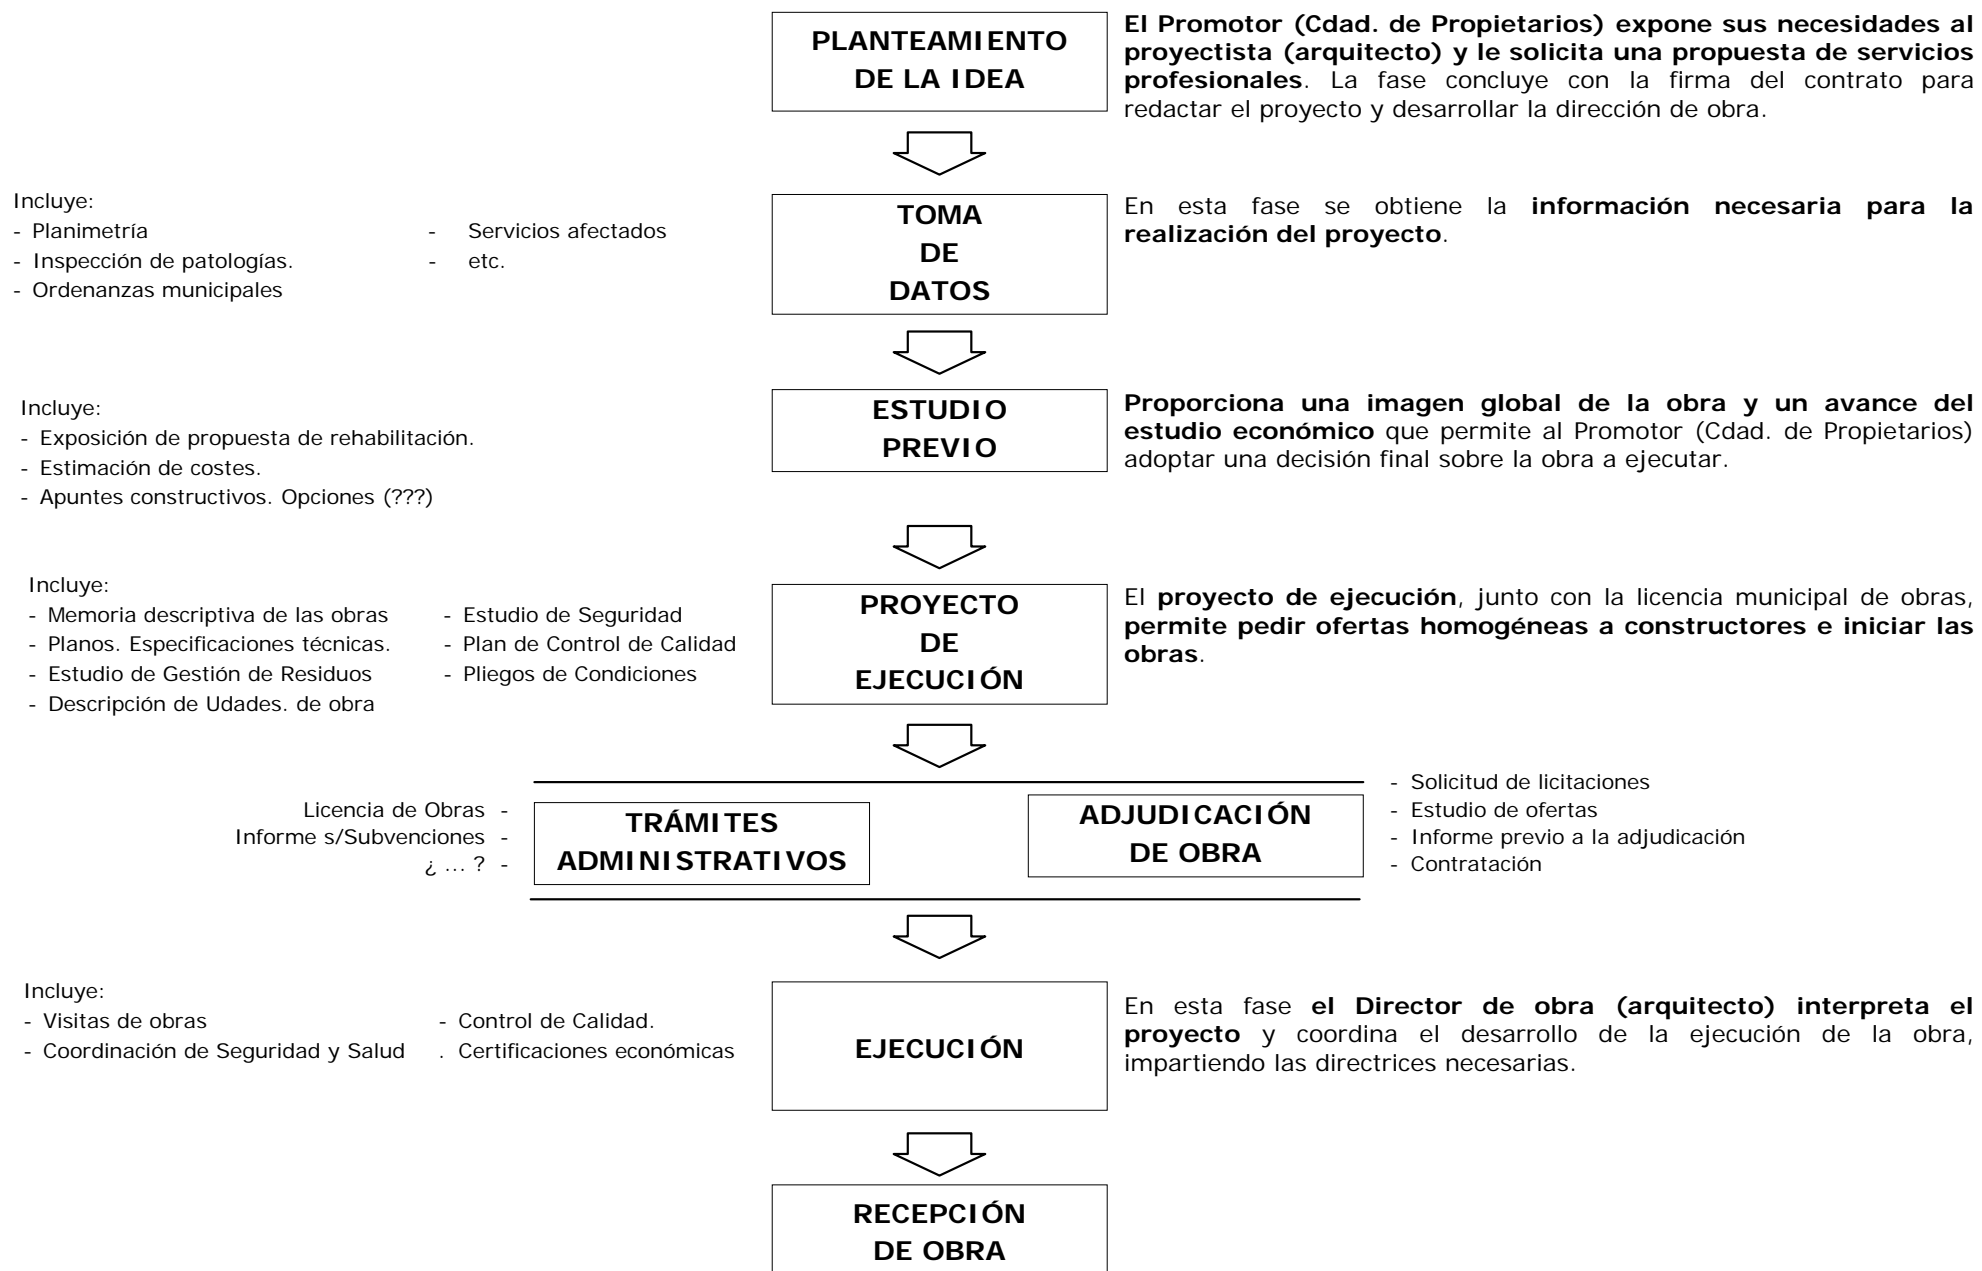 PLANTEAMIENTO
DE LA IDEA
El Promotor (Cdad. de Propietarios) expone sus necesidades al
proyectista (arquitecto) y le solicita una propuesta de servicios
profesionales. La fase concluye con la firma del contrato para
redactar el proyecto y desarrollar la dirección de obra.
Incluye:
- Planimetría
- Inspección de patologías.
- Ordenanzas municipales
- Servicios afectados
- etc.
TOMA
DE
DATOS
En esta fase se obtiene la información necesaria para la
realización del proyecto.
Incluye:
- Exposición de propuesta de rehabilitación.
- Estimación de costes.
- Apuntes constructivos. Opciones (???)
ESTUDIO
PREVIO
Proporciona una imagen global de la obra y un avance del
estudio económico que permite al Promotor (Cdad. de Propietarios)
adoptar una decisión final sobre la obra a ejecutar.
Incluye:
- Memoria descriptiva de las obras
- Planos. Especificaciones técnicas.
- Estudio de Gestión de Residuos
- Descripción de Udades. de obra
- Estudio de Seguridad
- Plan de Control de Calidad
- Pliegos de Condiciones
PROYECTO
DE
EJECUCIÓN
El proyecto de ejecución, junto con la licencia municipal de obras,
permite pedir ofertas homogéneas a constructores e iniciar las
obras.
Licencia de Obras -
Informe s/Subvenciones -
¿ ... ? -
TRÁMITES
ADMINISTRATIVOS
ADJUDICACIÓN
DE OBRA
- Solicitud de licitaciones
- Estudio de ofertas
- Informe previo a la adjudicación
- Contratación
Incluye:
- Visitas de obras
- Coordinación de Seguridad y Salud
- Control de Calidad.
. Certificaciones económicas
EJECUCIÓN
En esta fase el Director de obra (arquitecto) interpreta el
proyecto y coordina el desarrollo de la ejecución de la obra,
impartiendo las directrices necesarias.
RECEPCIÓN
DE OBRA